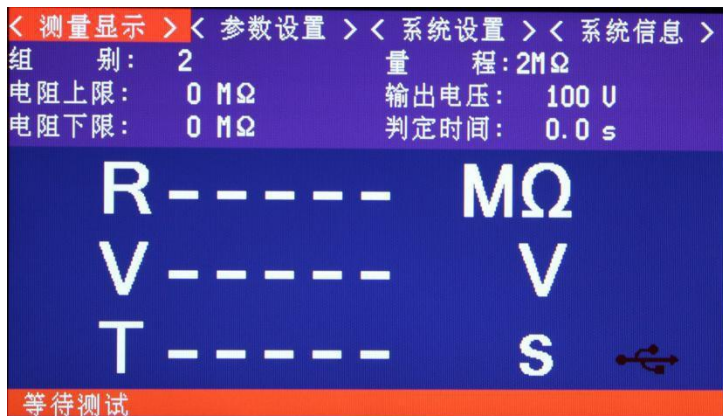 < 测量显示 > < 参数设置 > < 系统设置 > < 系统信息 >
组 别: 2 量 程:2MΩ
电阻上限: 0 MΩ 输出电压: 100 V
电阻下限: 0 MΩ 判定时间: 0.0 s
R----- MΩ
V----- V
T----- s
等待测试